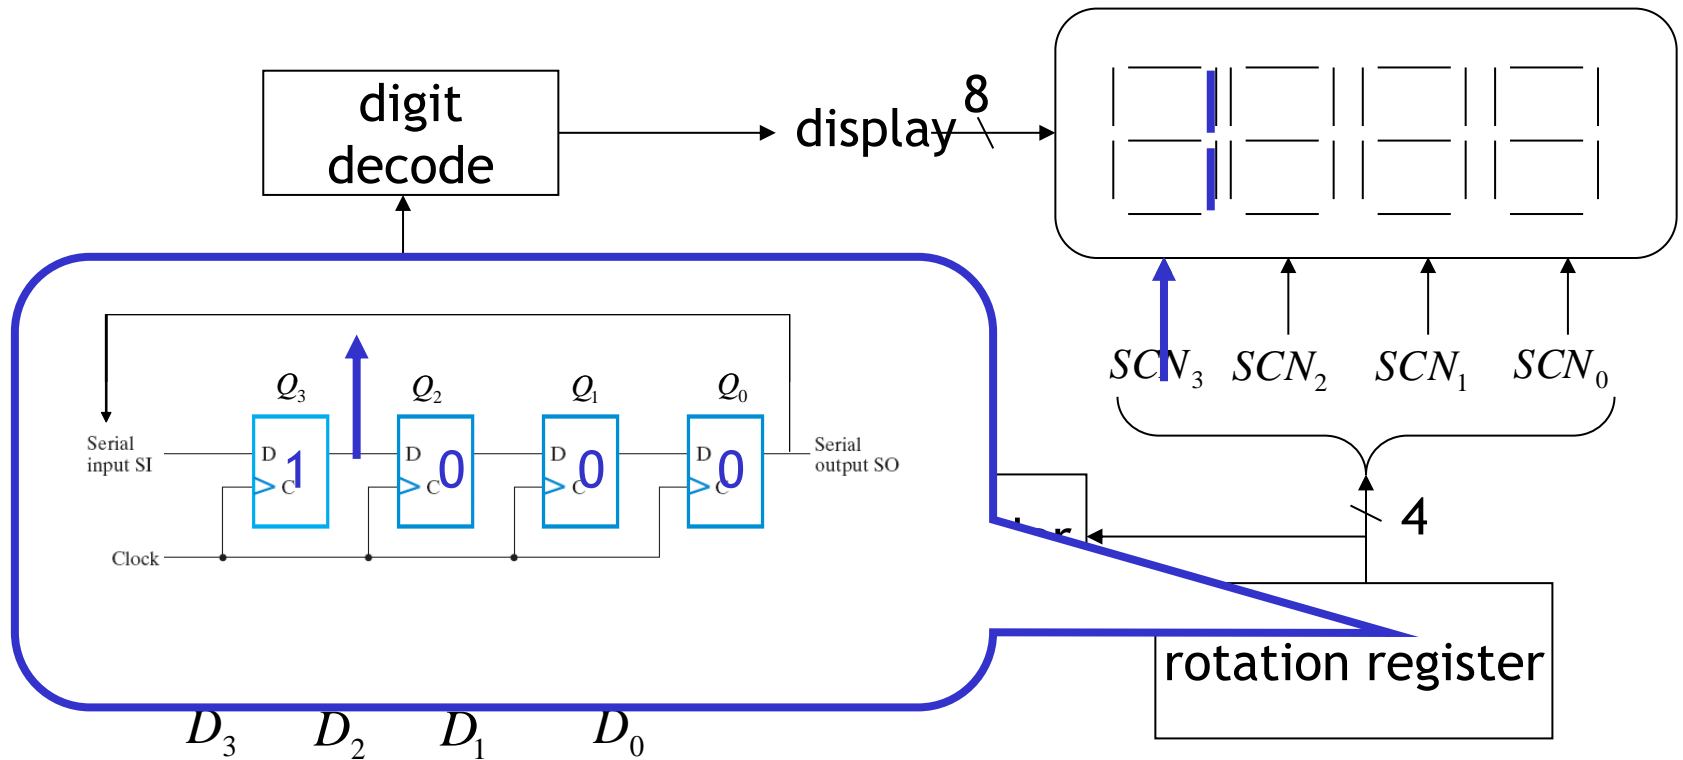 digit
decode
display
8
SCN3
SCN2
SCN1
SCN0
Q3
Q2
Q1
Q0
Serial
input SI
D
C
1
D
C
0
D
C
0
D
C
0
Serial
output SO
Clock
4
rotation register
D3
D2
D1
D0